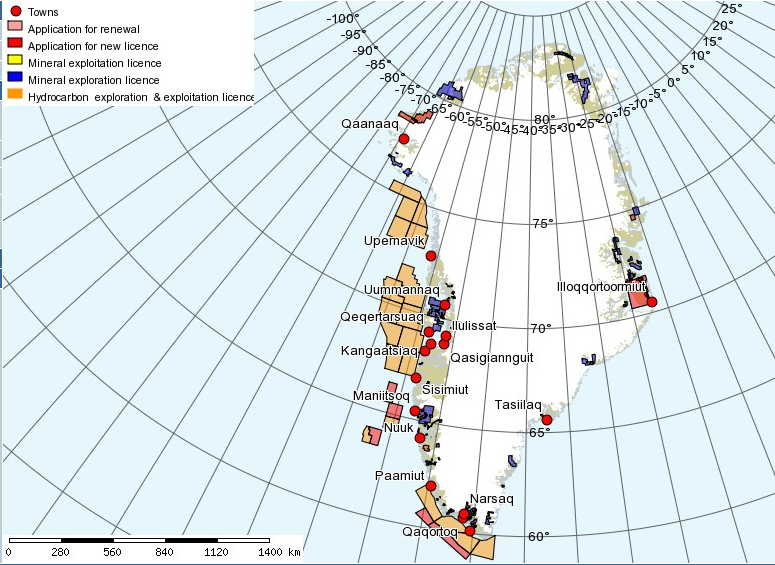 Towns
Application for renewal
Application for new licence
Mineral exploitation licence
Mineral exploration licence
Hydrocarbon exploration & exploitation licence
-100°
-95°
-90°
-85°
-80°
-75°
-70°
-65°
-60°
-55°
-50°
-45°
-40°
-35°
-30°
-25°
-20°
-15°
-10°
-5°
0°
5°
10°
15°
20°
25°
80°
75°
70°
65°
60°
Qaanaaq
Upernavik
Uummannaq
Illoqqortoormiut
Qeqertarsuaq
Ilulissat
Kangaatsiaq
Qasigiannguit
Sisimiut
Maniitsoq
Tasiilaq
Nuuk
Paamiut
Narsaq
Qaqortoq
0 280 560 840 1120 1400 km